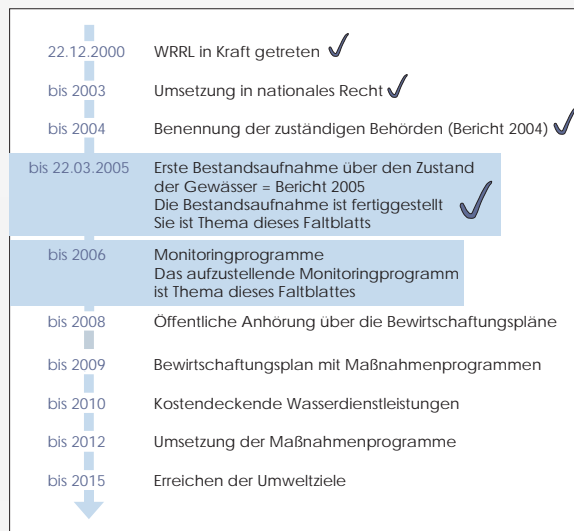 22.12.2000 WRRL in Kraft getreten
bis 2003 Umsetzung in nationales Recht
bis 2004 Benennung der zuständigen Behörden (Bericht 2004)
bis 22.03.2005 Erste Bestandsaufnahme über den Zustand
der Gewässer = Bericht 2005
Die Bestandsaufnahme ist fertiggestellt
Sie ist Thema dieses Faltblatts
bis 2006 Monitoringprogramme
Das aufzustellende Monitoringprogramm
ist Thema dieses Faltblattes
bis 2008 Öffentliche Anhörung über die Bewirtschaftungspläne
bis 2009 Bewirtschaftungsplan mit Maßnahmenprogrammen
bis 2010 Kostendeckende Wasserdienstleistungen
bis 2012 Umsetzung der Maßnahmenprogramme
bis 2015 Erreichen der Umweltziele